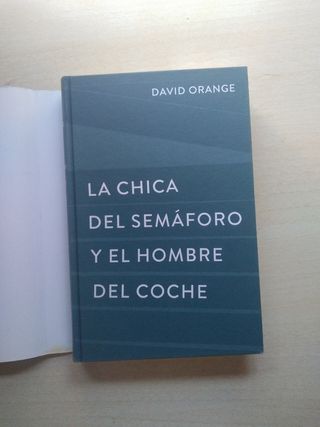 DAVID ORANGE
LA CHICA
DEL SEMÁFORO
Y EL HOMBRE
DEL COCHE